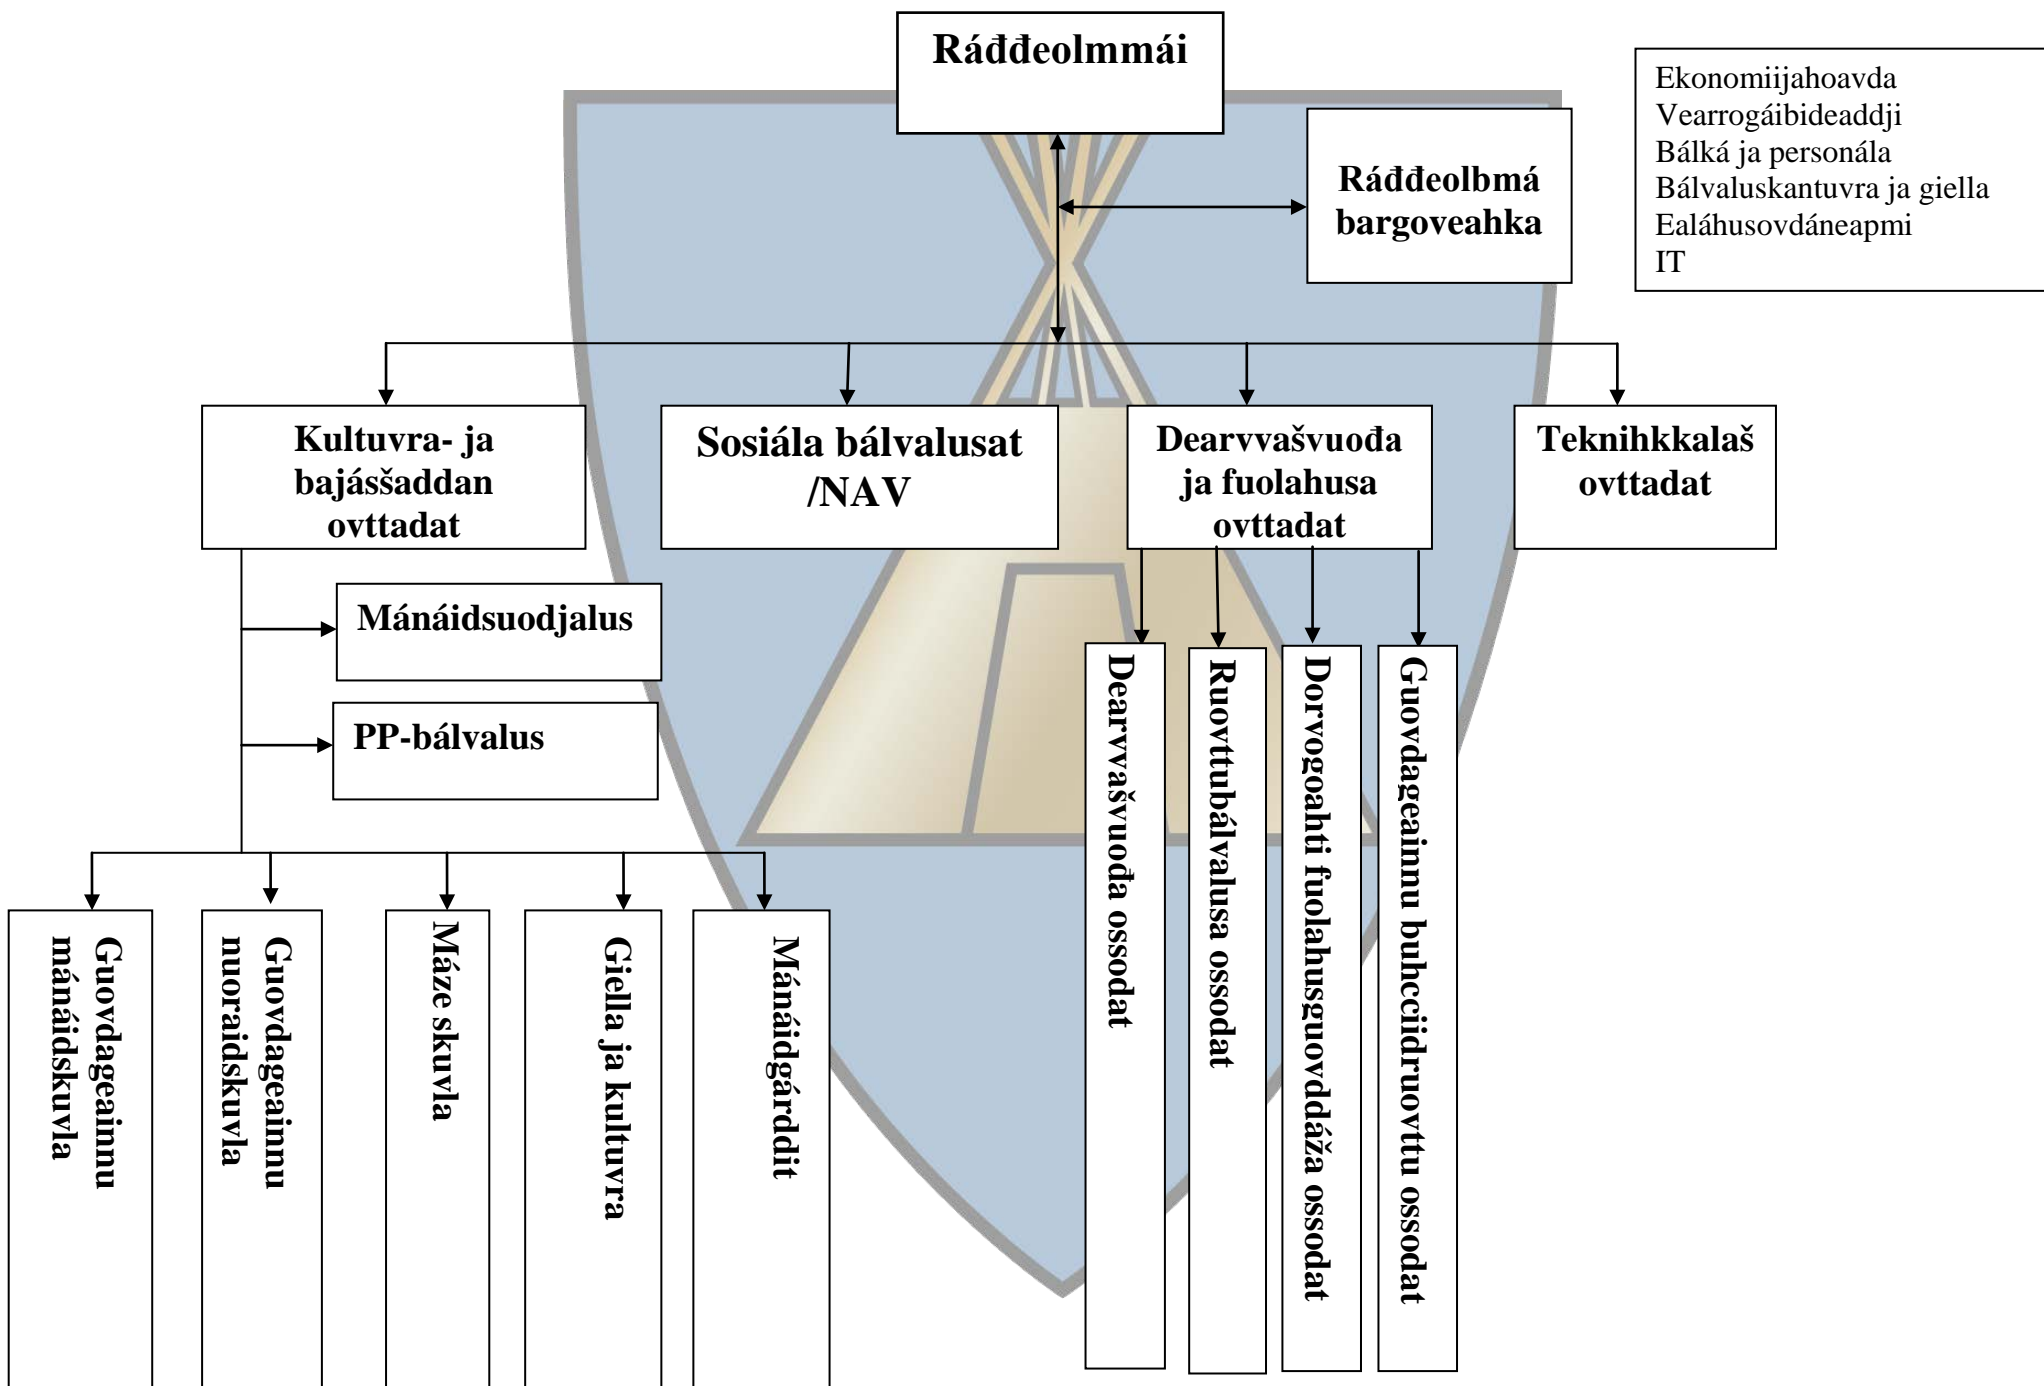 Ráđđeolmmái
Ráđđeolbmá
bargoveahka
Ekonomiijahoavda
Vearrogáibideaddji
Bálká ja personála
Bálvaluskantuvra ja giella
Ealáhusovdáneapmi
IT
Kultuvra- ja
bajásšaddan
ovttadat
Sosiála bálvalusat
/NAV
Dearvvašvuođa
ja fuolahusa
ovttadat
Teknihkkalaš
ovttadat
Mánáidsuodjalus
PP-bálvalus
Guovdageainnu
mánáidskuvla
Guovdageainnu
nuoraidskuvla
Máze skuvla
Giella ja kultuvra
Mánáidgárddit
Dearvvašvuođa ossodat
Ruovttubálvalusa ossodat
Dorvogoahti fuolahusguovddáža ossodat
Guovdageainnu buhcciidruovttu ossodat